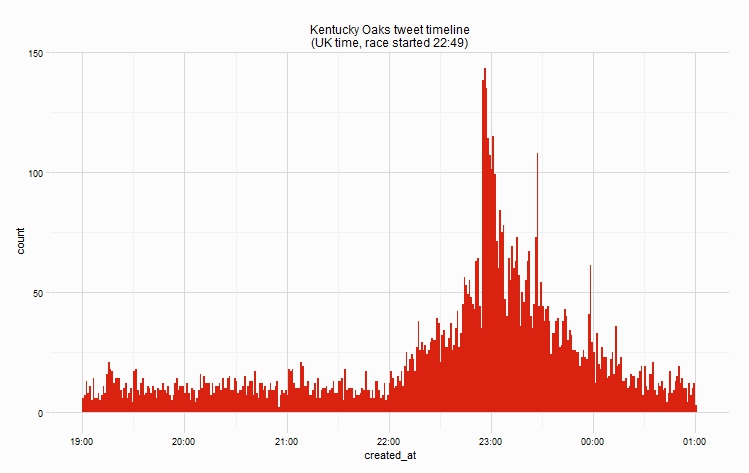 Kentucky Oaks tweet timeline
(UK time, race started 22:49)
150
100
50
0
count
19:00 20:00 21:00 22:00 23:00 00:00 01:00
created_at